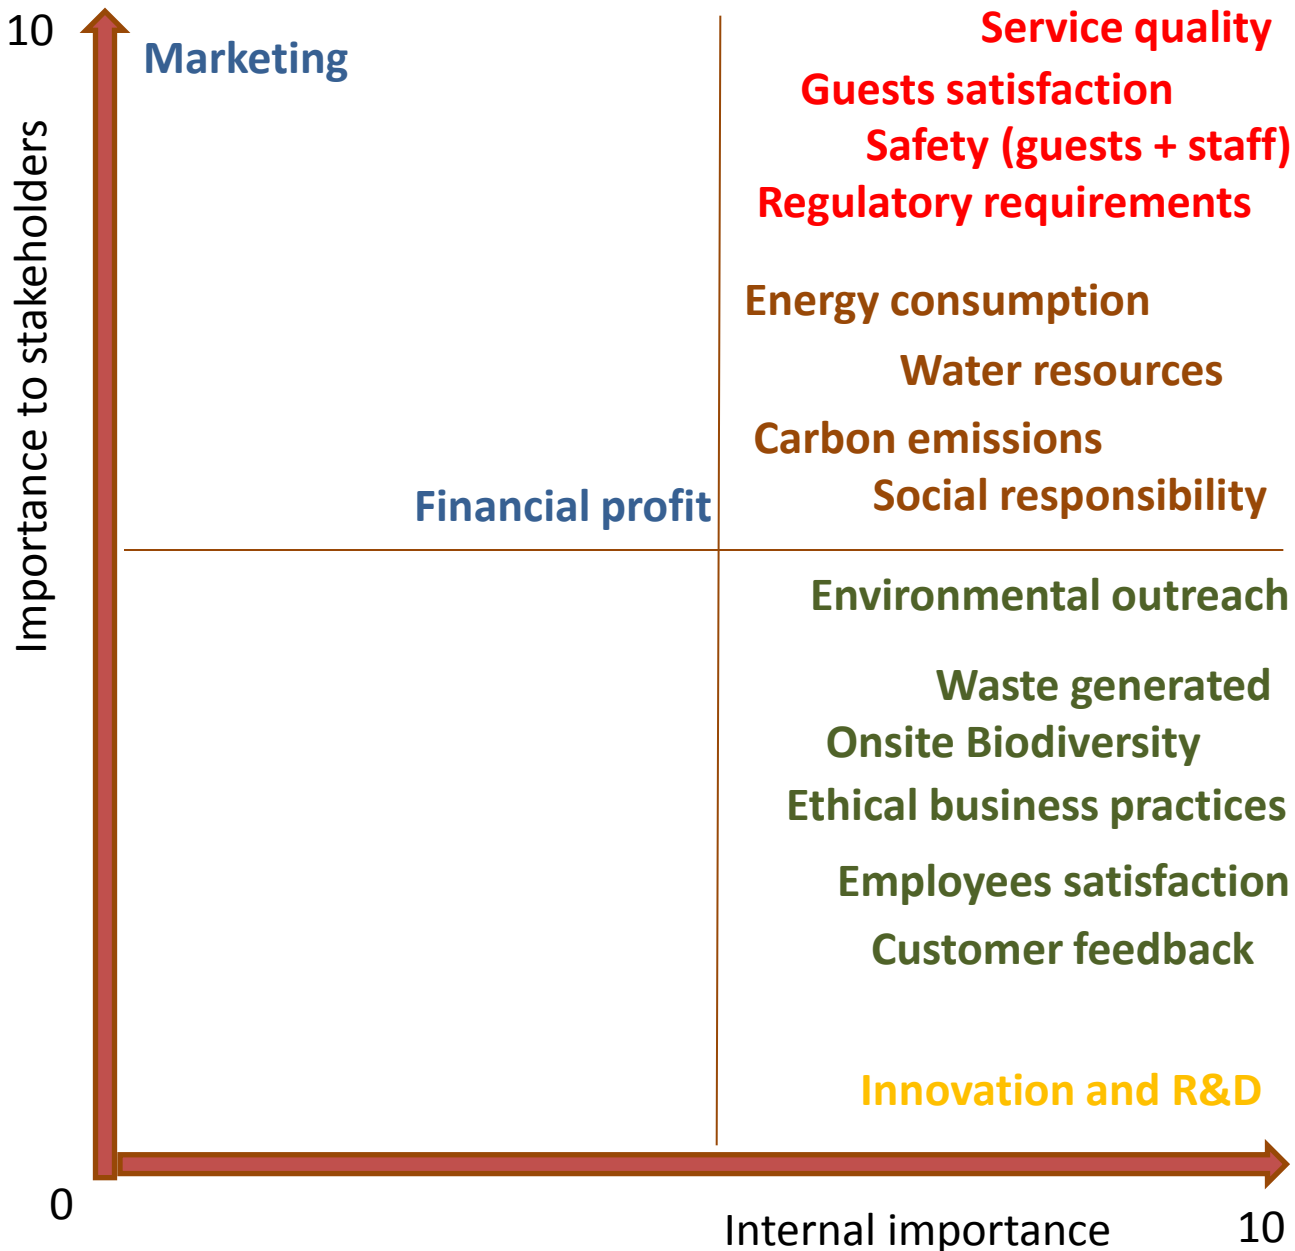 10
Marketing
Service quality
Guests satisfaction
Safety (guests + staff)
Regulatory requirements
Importance to stakeholders
Energy consumption
Water resources
Carbon emissions
Financial profit
Social responsibility
Environmental outreach
Waste generated
Onsite Biodiversity
Ethical business practices
Employees satisfaction
Customer feedback
Innovation and R&D
0
Internal importance
10